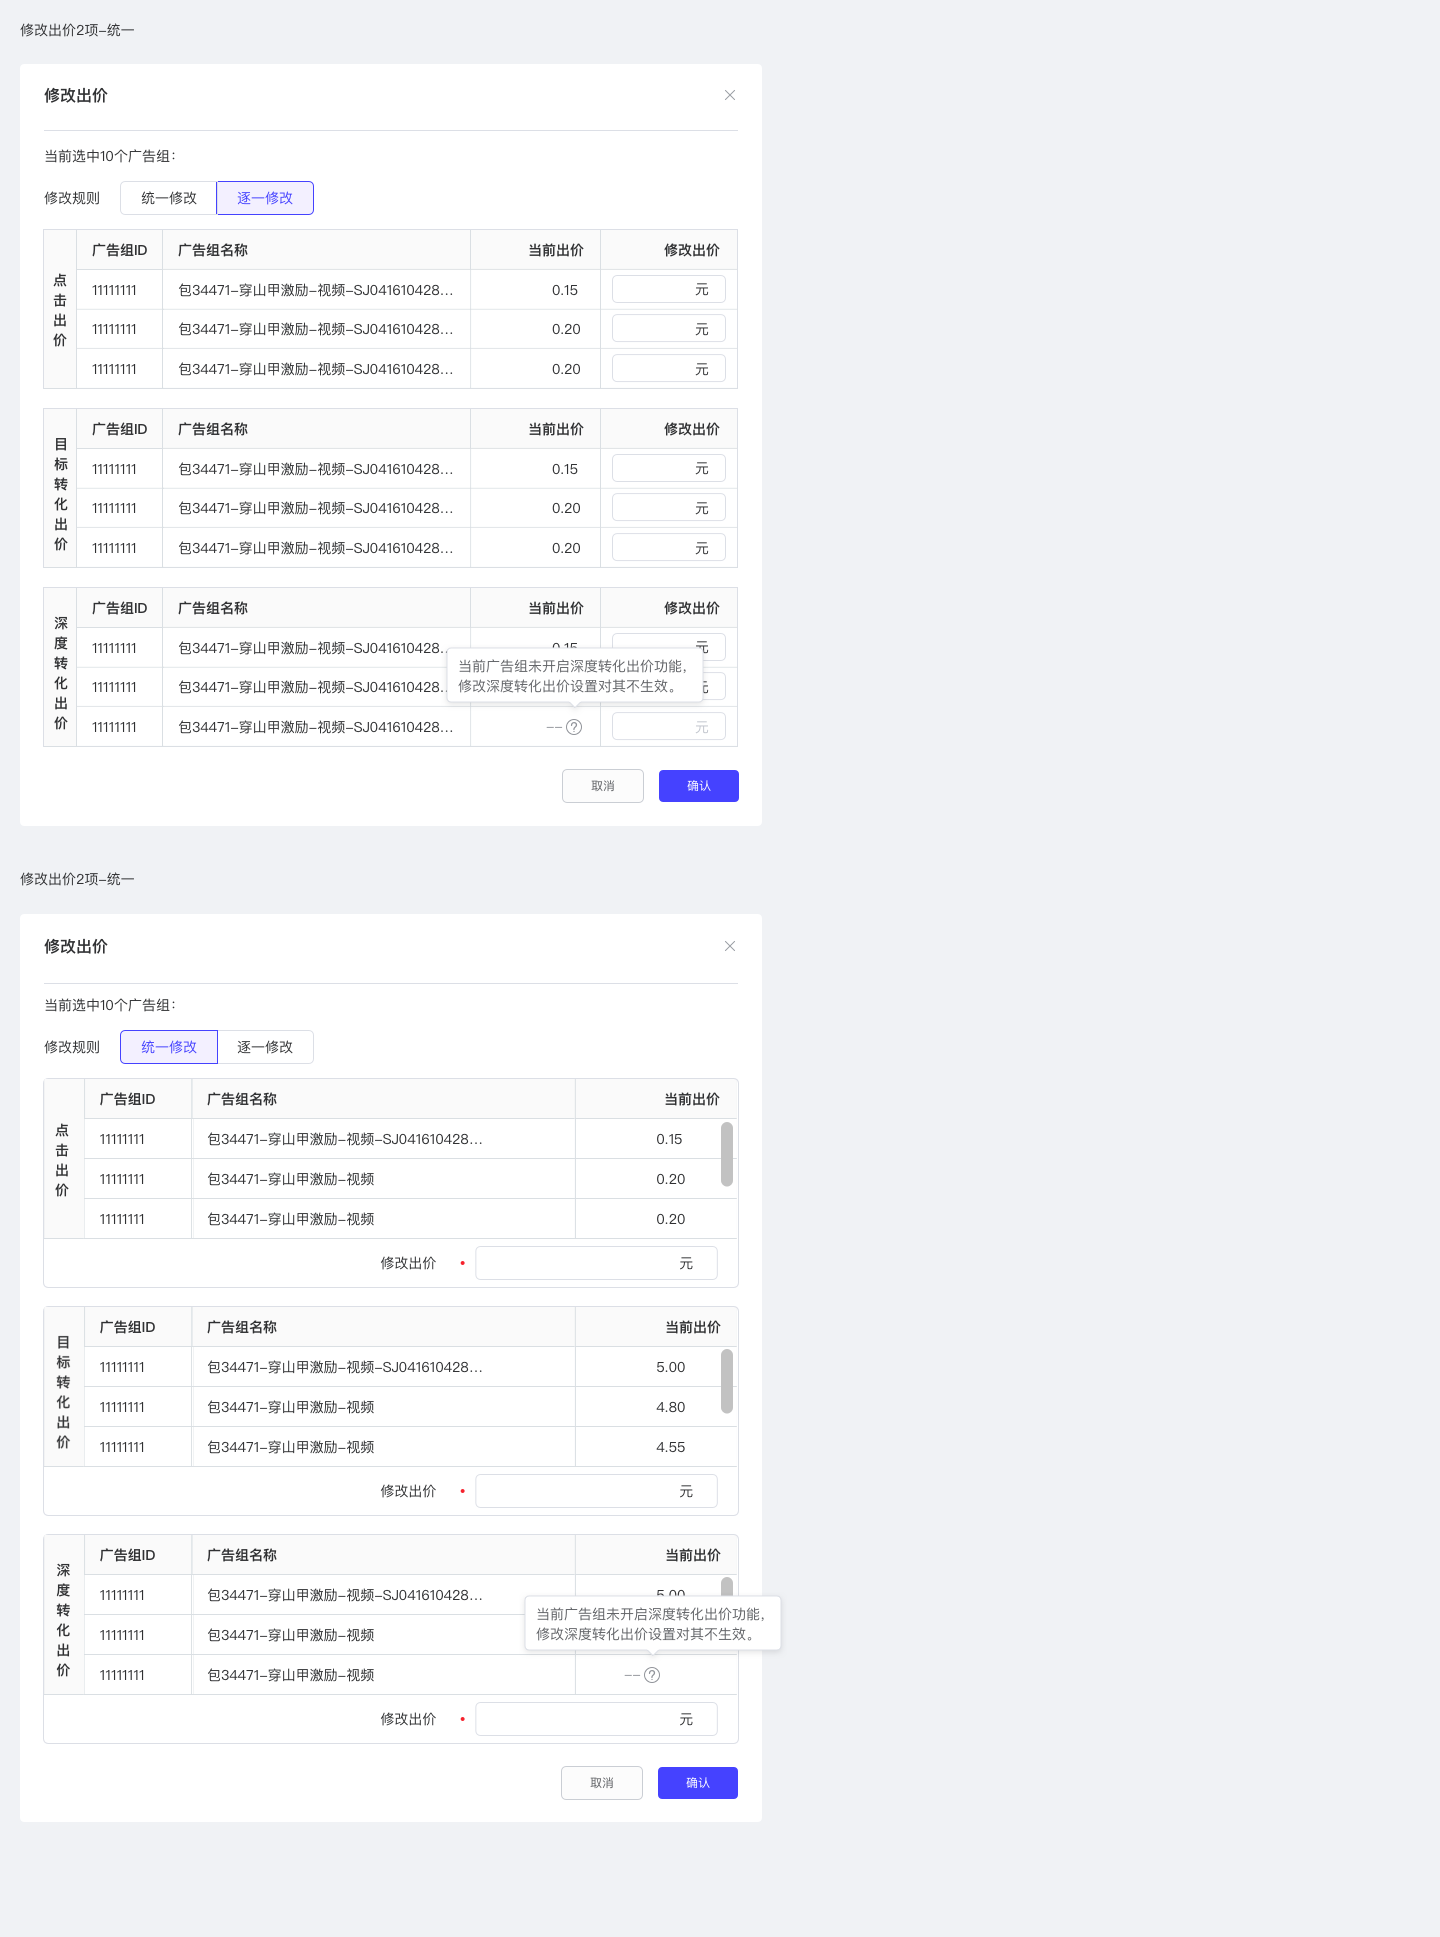 修改出价2项-统一
修改出价
当前选中10个广告组：
修改规则 统一修改 逐一修改
点击出价
广告组ID 广告组名称 当前出价 修改出价
11111111 包34471-穿山甲激励-视频-SJ041610428... 0.15 元
11111111 包34471-穿山甲激励-视频-SJ041610428... 0.20 元
11111111 包34471-穿山甲激励-视频-SJ041610428... 0.20 元
目标转化出价
广告组ID 广告组名称 当前出价 修改出价
11111111 包34471-穿山甲激励-视频-SJ041610428... 0.15 元
11111111 包34471-穿山甲激励-视频-SJ041610428... 0.20 元
11111111 包34471-穿山甲激励-视频-SJ041610428... 0.20 元
深度转化出价
广告组ID 广告组名称 当前出价 修改出价
11111111 包34471-穿山甲激励-视频-SJ041610428... 0.15 元
当前广告组未开启深度转化出价功能，
修改深度转化出价设置对其不生效。
11111111 包34471-穿山甲激励-视频-SJ041610428.. 元
11111111 包34471-穿山甲激励-视频-SJ041610428... -- ? 元
取消 确认
修改出价2项-统一
修改出价
当前选中10个广告组：
修改规则 统一修改 逐一修改
点击出价
广告组ID 广告组名称 当前出价
11111111 包34471-穿山甲激励-视频-SJ041610428... 0.15
11111111 包34471-穿山甲激励-视频 0.20
11111111 包34471-穿山甲激励-视频 0.20
修改出价 • 元
目标转化出价
广告组ID 广告组名称 当前出价
11111111 包34471-穿山甲激励-视频-SJ041610428... 5.00
11111111 包34471-穿山甲激励-视频 4.80
11111111 包34471-穿山甲激励-视频 4.55
修改出价 • 元
深度转化出价
广告组ID 广告组名称 当前出价
11111111 包34471-穿山甲激励-视频-SJ041610428... 5.00
当前广告组未开启深度转化出价功能，
修改深度转化出价设置对其不生效。
11111111 包34471-穿山甲激励-视频
11111111 包34471-穿山甲激励-视频 -- ?
修改出价 • 元
取消 确认